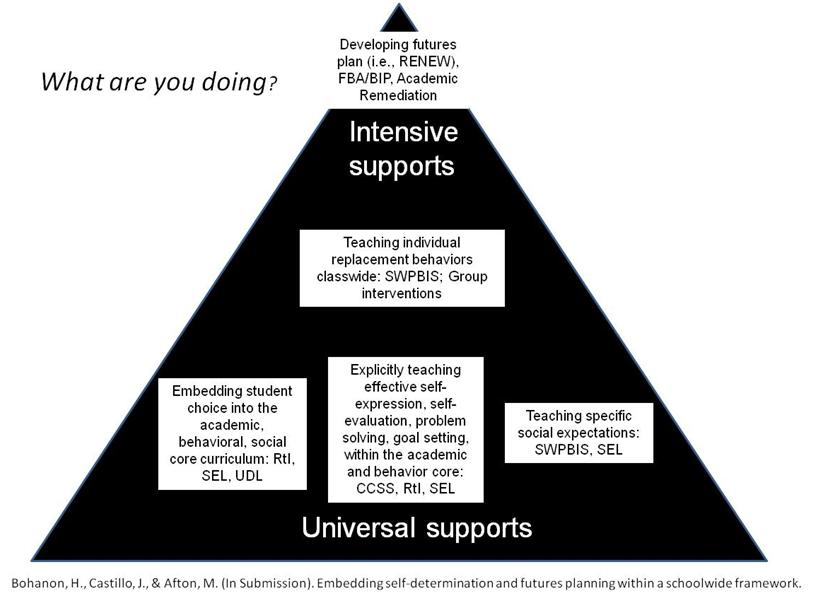 Developing futures
plan (i.e., RENEW),
FBA/BIP, Academic
Remediation
What are you doing?
Intensive
supports
Teaching individual
replacement behaviors
classwide: SWPBIS; Group
interventions
Embedding student
choice into the
academic,
behavioral, social
core curriculum: RtI,
SEL, UDL
Explicitly teaching
effective self-
expression, self-
evaluation, problem
solving, goal setting,
within the academic
and behavior core:
CCSS, RtI, SEL
Teaching specific
social expectations:
SWPBIS, SEL
Universal supports
Bohanon, H., Castillo, J., & Afton, M. (In Submission). Embedding self-determination and futures planning within a schoolwide framework.